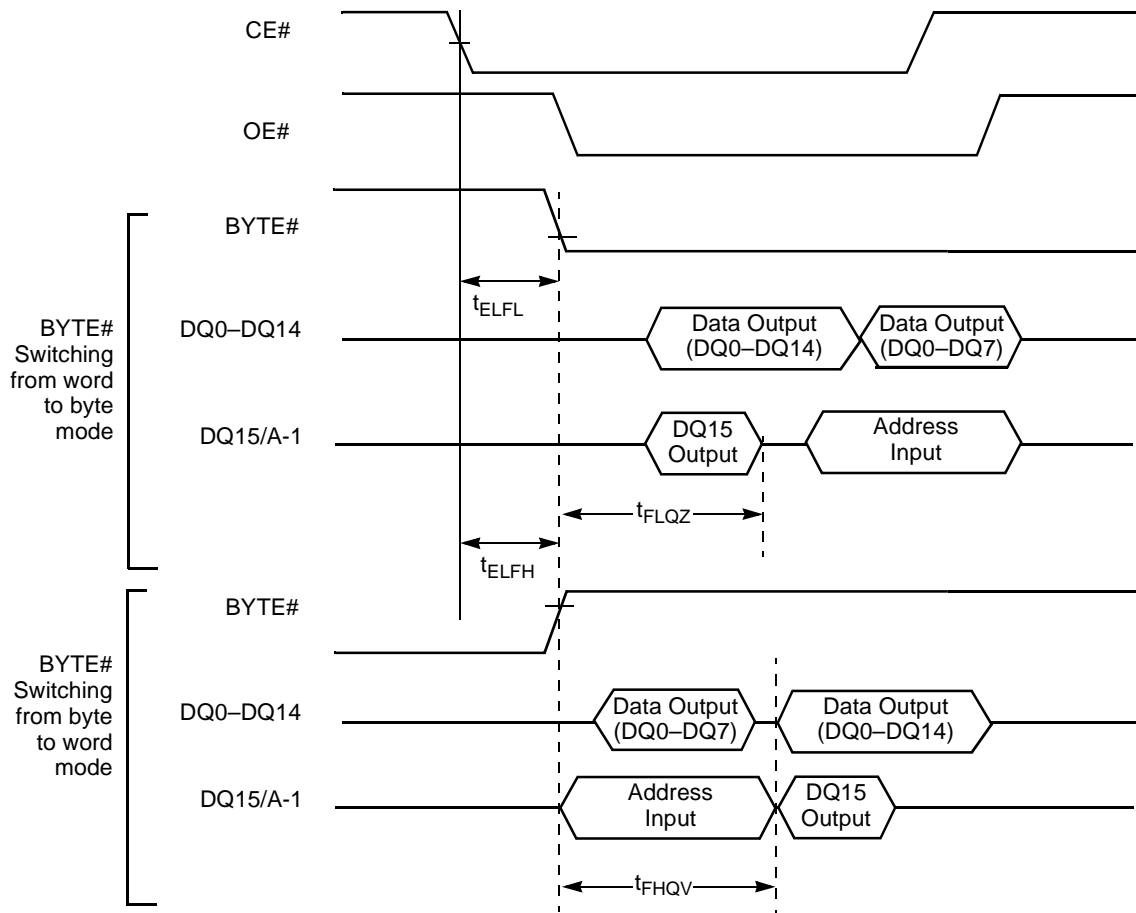 CE#
OE#
BYTE#
tELFL
BYTE#
Switching
from word
to byte
mode
DQ0–DQ14
Data Output
(DQ0–DQ14)
Data Output
(DQ0–DQ7)
DQ15/A-1
DQ15
Output
Address
Input
tFLQZ
tELFH
BYTE#
BYTE#
Switching
from byte
to word
mode
DQ0–DQ14
Data Output
(DQ0–DQ7)
Data Output
(DQ0–DQ14)
DQ15/A-1
Address
Input
DQ15
Output
tFHQV